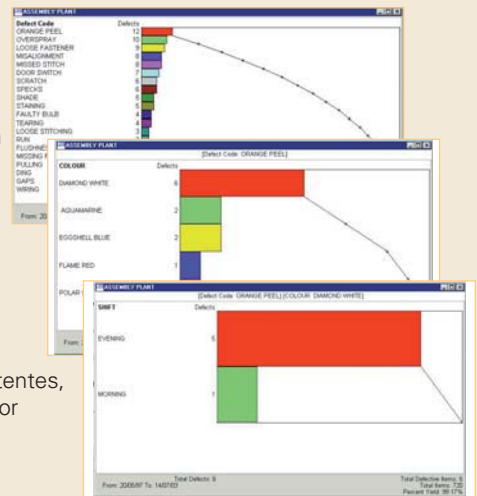 ASSEMBLY PLANT
Defect Code Defects
ORANGE PEEL 12
OVERSPRAY 10
LOOSE FASTENER 9
MISALIGNMENT 8
MISSED STITCH 8
DOOR SWITCH 7
SCRATCH 6
SPECKS 6
SHADE 6
STAINING 5
FAULTY BULB 4
TEARING 4
LOOSE STITCHING 3
RUN
MISSING
PULLING
DING
GAPS
WIRING
From: 20
ASSEMBLY PLANT
[Defect Code: ORANGE PEEL]
COLOUR Defects
DIAMOND WHITE 6
AQUAMARINE 2
EGGSHELL BLUE 2
FLAME RED 1
POLAR
From:
ASSEMBLY PLANT
[Defect Code: ORANGE PEEL] [COLOUR: DIAMOND WHITE]
SHIFT Defects
EVENING 5
MORNING 1
Total Defects: 6
From: 20/06/97 To: 14/07/03
Total Defective Items: 6
Total Items: 720
Percent Yield: 99.17%
tentes,
or